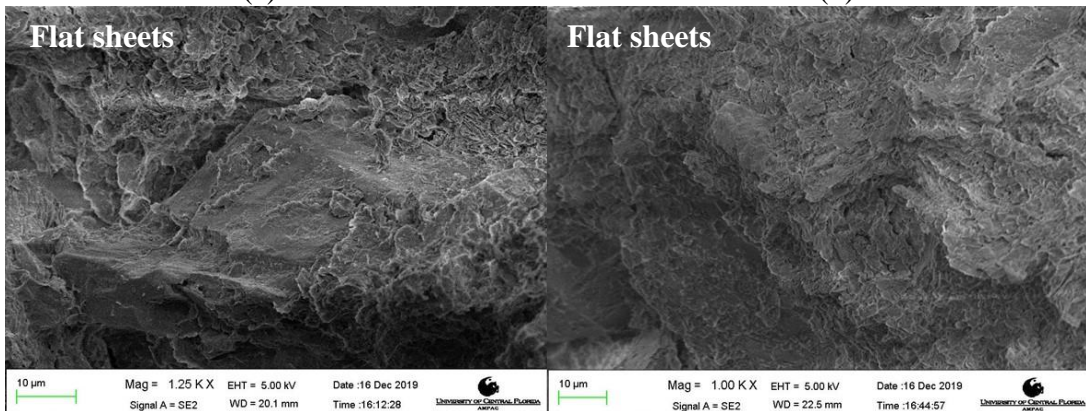 Flat sheets
10 µm
Mag = 1.25 K X
EHT = 5.00 kV
Date :16 Dec 2019
Signal A = SE2
WD = 20.1 mm
Time :16:12:28
UNIVERSITY OF CENTRAL FLORIDA
Flat sheets
10 µm
Mag = 1.00 K X
EHT = 5.00 kV
Date :16 Dec 2019
Signal A = SE2
WD = 22.5 mm
Time :16:44:57
UNIVERSITY OF CENTRAL FLORIDA